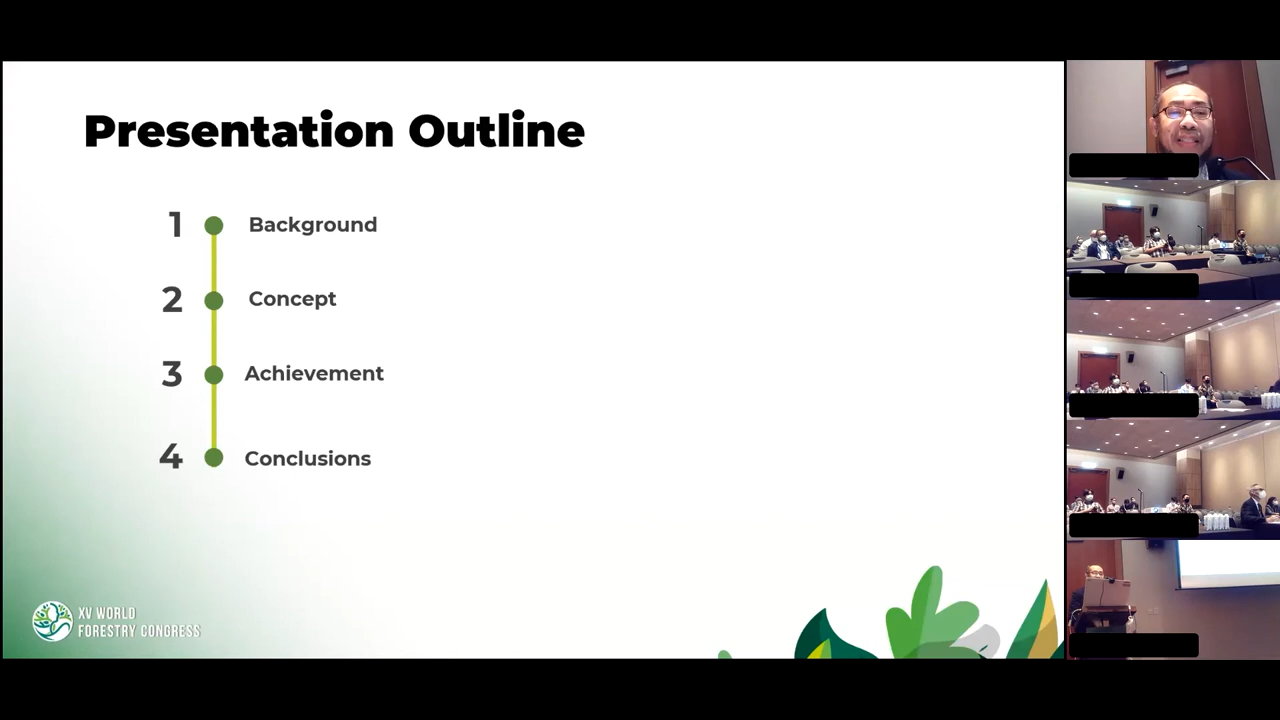 Presentation Outline
1 Background
2 Concept
3 Achievement
4 Conclusions
XV WORLD
FORESTRY CONGRESS